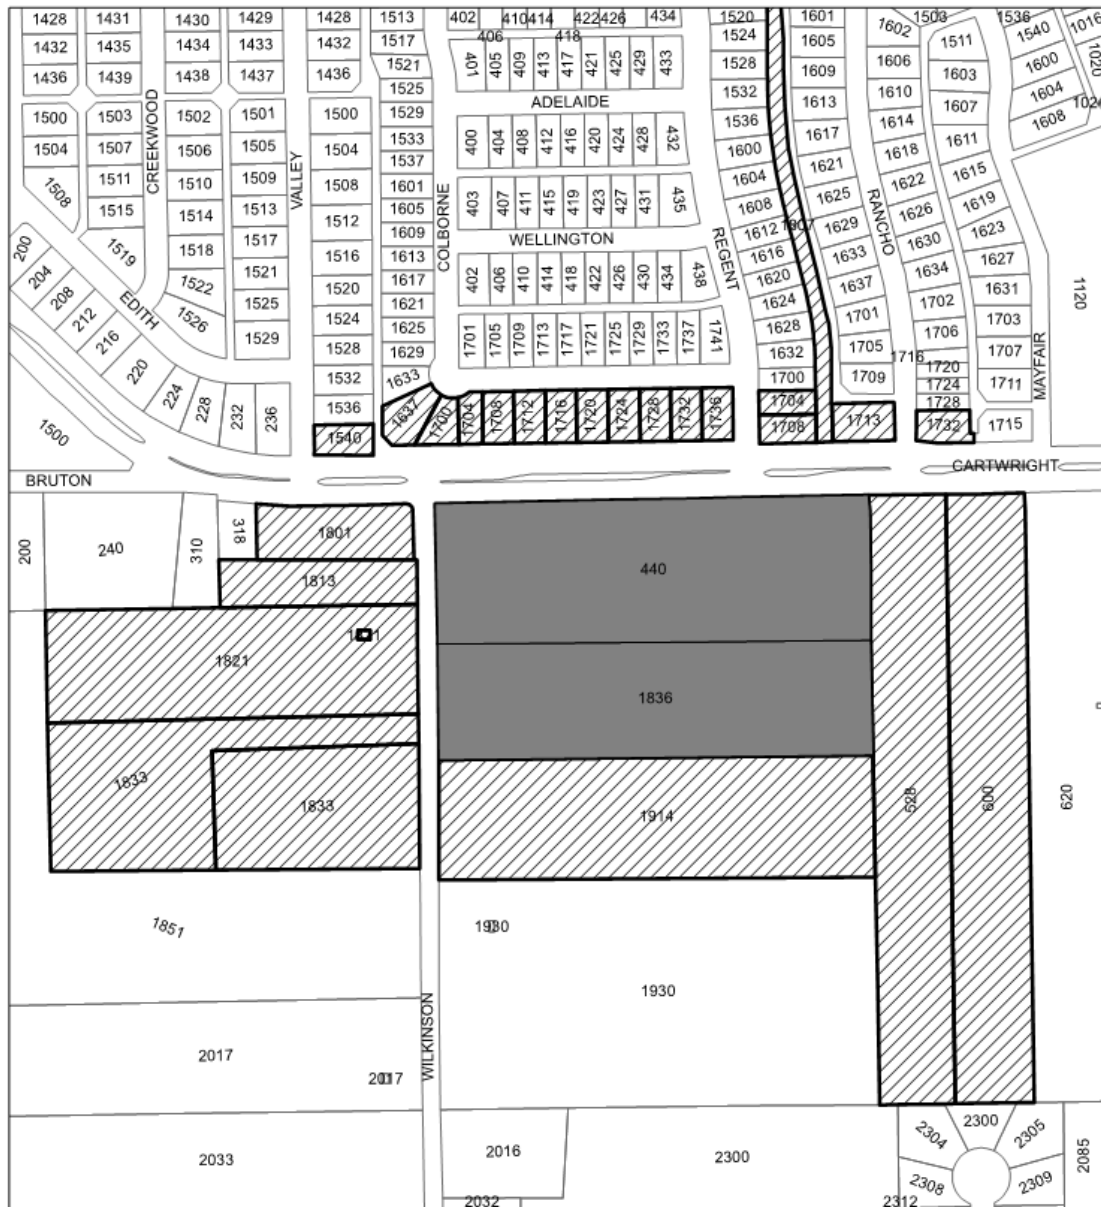 1428 1431 1430 1429 1428 1513 402 410 414 422 426 434 1520 1601 1602 1503 1536 1016
1432 1435 1434 1433 1432 1517 406 418 1524 1605 1511 1540 1020
1436 1439 1438 1437 1436 1521 401 405 409 413 417 421 425 429 433 1528 1609 1606 1603 1600
1525 1532 1613 1610 1607 1604
1500 1503 1502 1501 1500 1529 ADELAIDE 1536 1617 1614 1611 1608
1504 1507 1506 1505 1504 1533 400 404 408 412 416 420 424 428 432 1600 1621 1618 1615
CREEKWOOD
VALLEY
1508 1511 1510 1509 1508 1537 1604 1625 1622 1619
1515 1514 1513 1512 1601 403 407 411 415 419 423 427 431 435 1608 1629 1626 1623
1519 1518 1517 1516 1605 1612 1807 1633 1630 1627
COLBORNE
WELLINGTON
REGENT
RANCHO
1120
200 1522 1521 1520 1609 1616 1637 1634 1631
204 1526 1525 1524 1613 402 406 410 414 418 422 426 430 434 438 1620 1701 1702 1703
208 EDITH 1529 1528 1617 1624 1705 1706 1707
212 1532 1621 1701 1705 1709 1713 1717 1721 1725 1729 1733 1737 1741 1628 1709 1716 1711
216 1536 1625 1632 1720
220 1629 1700 1724
224 228 232 236 1633 1728
MAYFAIR
1500 1540 1637 1700 1704 1708 1712 1716 1720 1724 1728 1732 1736 1704 1708 1713 1732 1715
BRUTON CARTWRIGHT
200 240 310 318 1801 440
1813
1821 1836
1833 1833 1914 528 600 620
1851 1930
1930
WILKINSON
2017
2017
2033 2016 2300 2304 2300 2305 2085
2032 2312 2308 2309